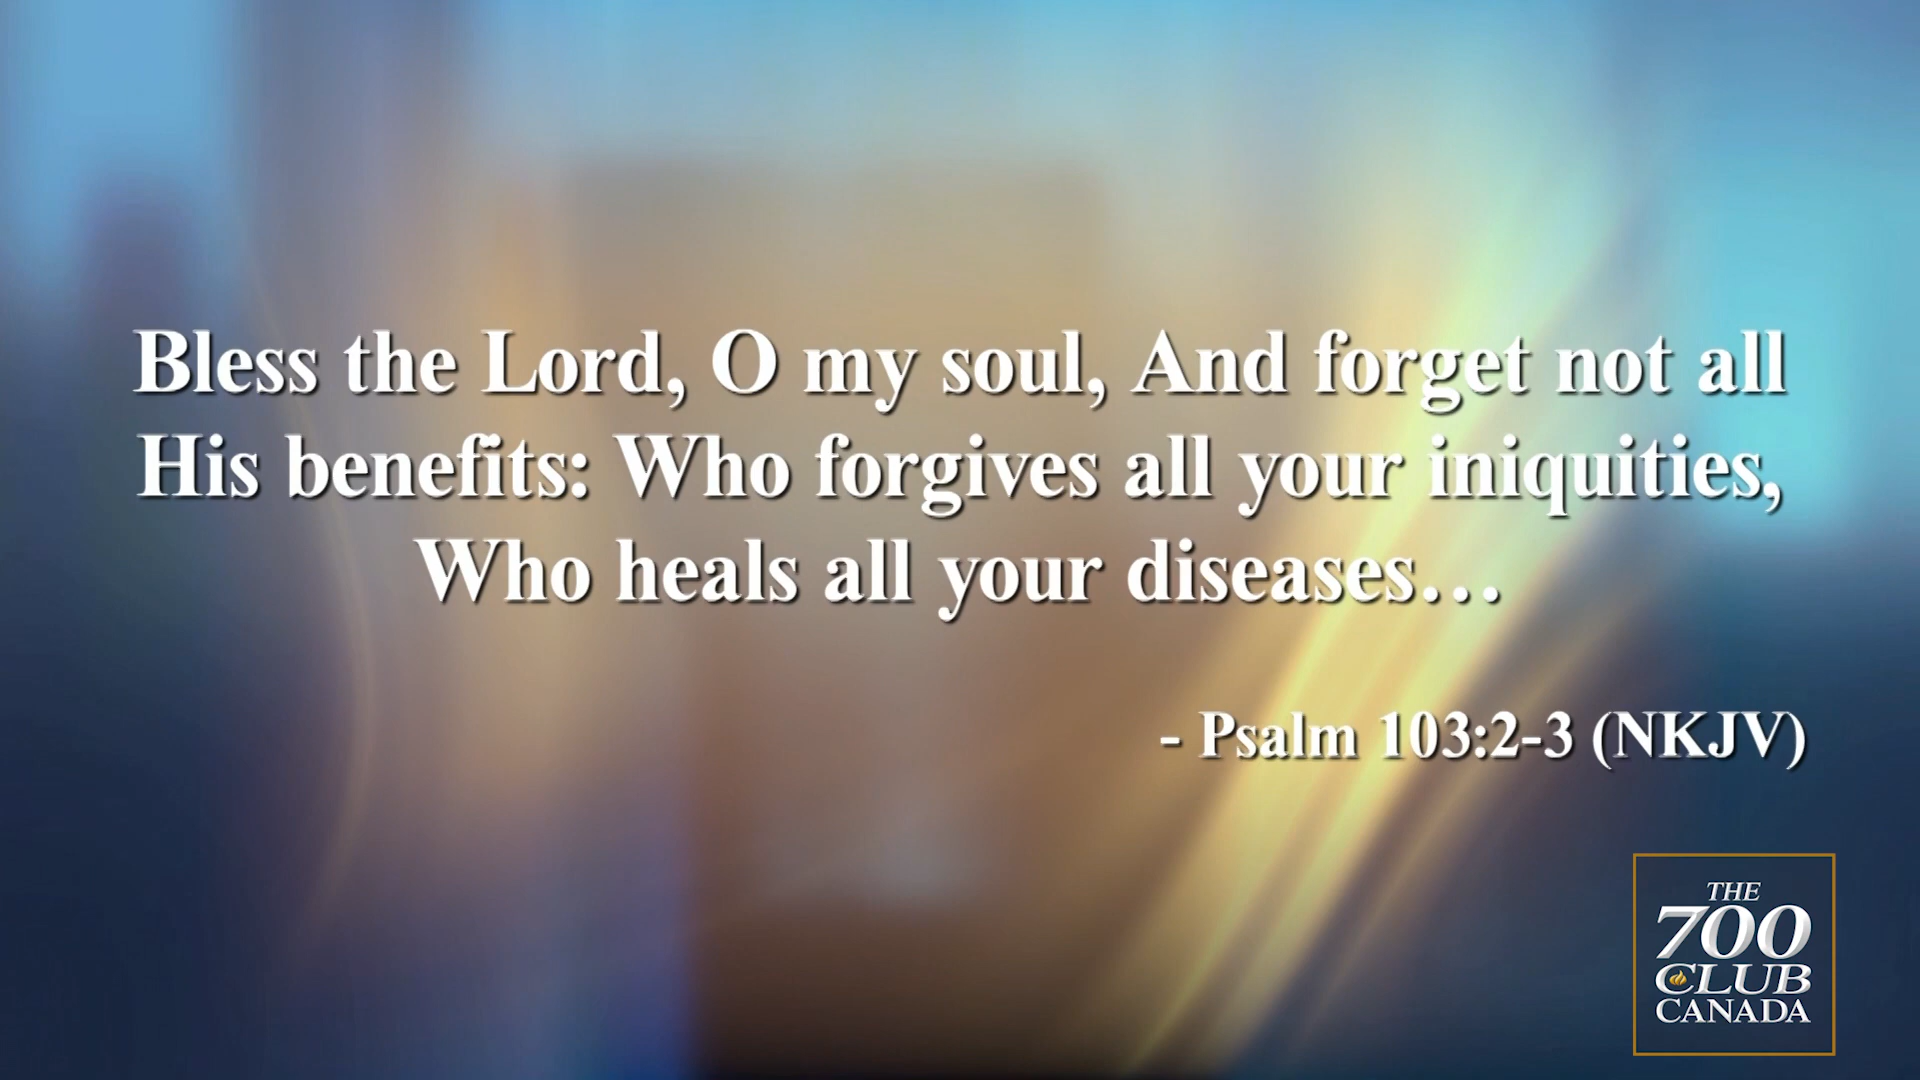 Bless the Lord, O my soul, And forget not all
His benefits: Who forgives all your iniquities,
Who heals all your diseases…
- Psalm 103:2-3 (NKJV)
THE
700
CLUB
CANADA